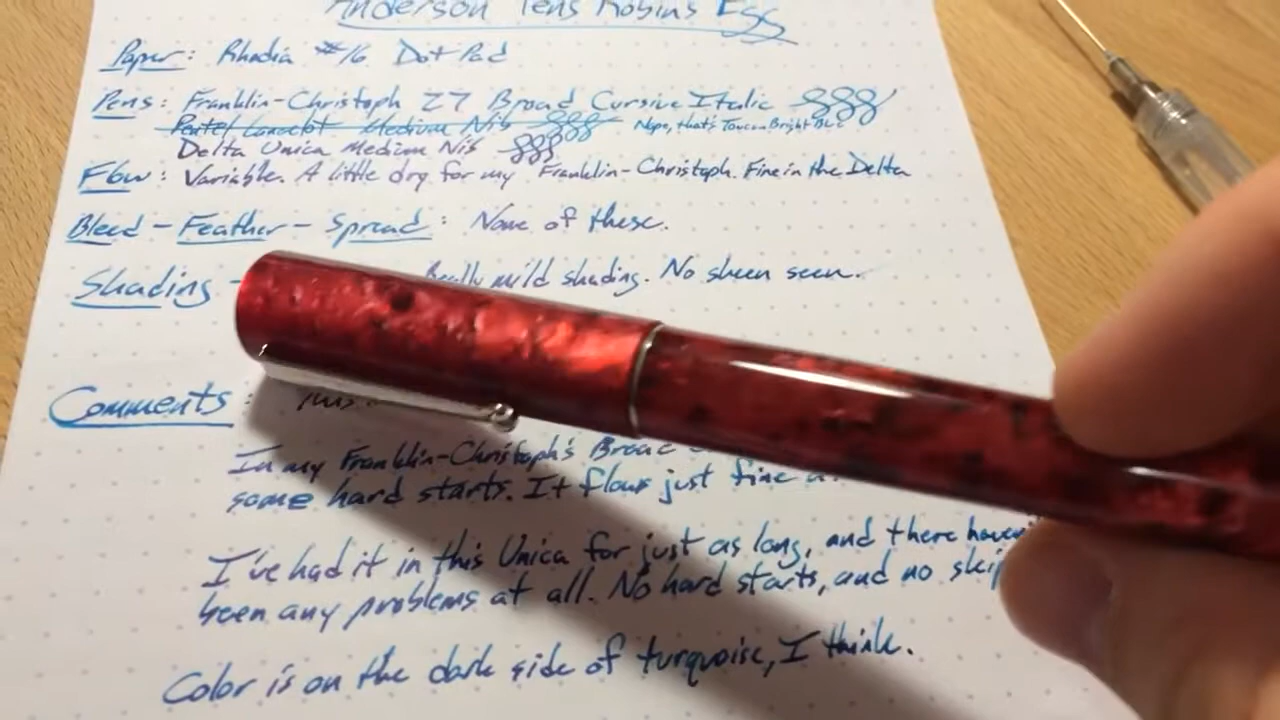 Anderson Pens Robins Egg
Paper: Rhodia #16 Dot Pad
Pens: Franklin-Christoph 27 Broad Cursive Italic
Pentel Lancelot Medium Nib Nope, that's Toucan Bright Blue
Delta Unica Medium Nib
Flow: Variable. A little dry for my Franklin-Christoph. Fine in the Delta
Bleed - Feather - Spread: None of these.
Shading - Really mild shading. No sheen seen.
Comments: This
In my Franklin-Christoph's Broad
some hard starts. It flows just fine
I've had it in this Unica for just as long, and there haven
been any problems at all. No hard starts, and no skip
Color is on the dark side of turquoise, I think.